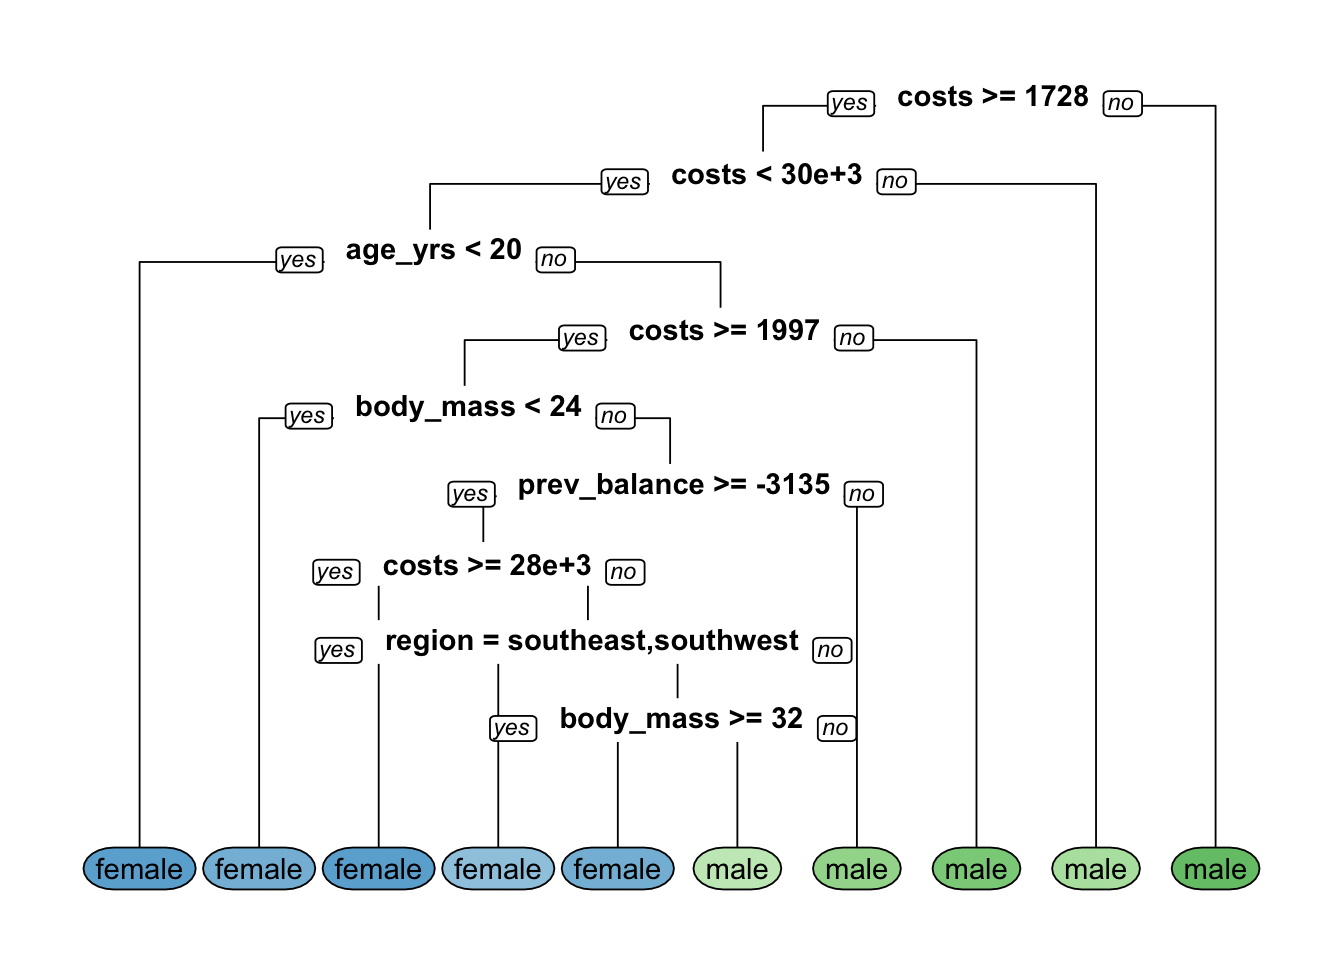 yes costs >= 1728 no
yes costs < 30e+3 no
yes age_yrs < 20 no
yes costs >= 1997 no
yes body_mass < 24 no
yes prev_balance >= -3135 no
yes costs >= 28e+3 no
yes region = southeast,southwest no
yes body_mass >= 32 no
female female female female female male male male male male